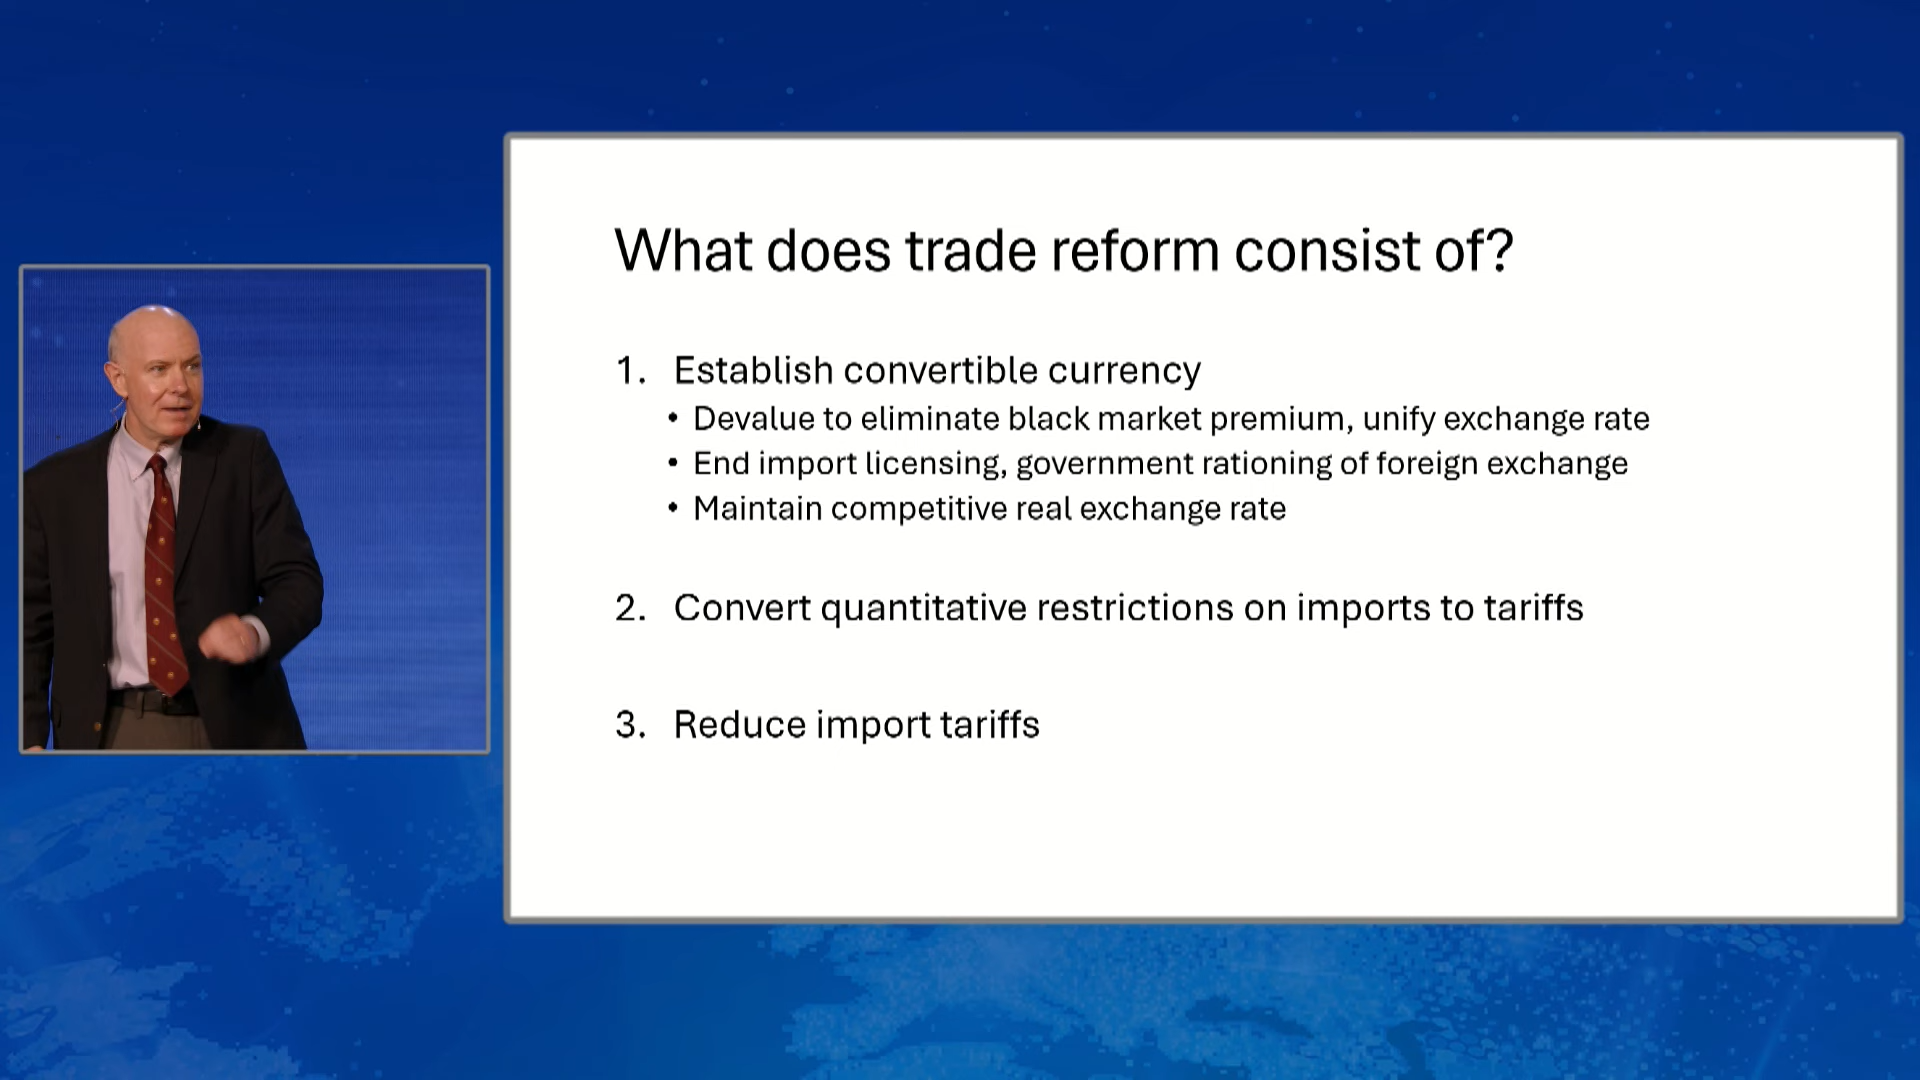 What does trade reform consist of?
1. Establish convertible currency
• Devalue to eliminate black market premium, unify exchange rate
• End import licensing, government rationing of foreign exchange
• Maintain competitive real exchange rate
2. Convert quantitative restrictions on imports to tariffs
3. Reduce import tariffs